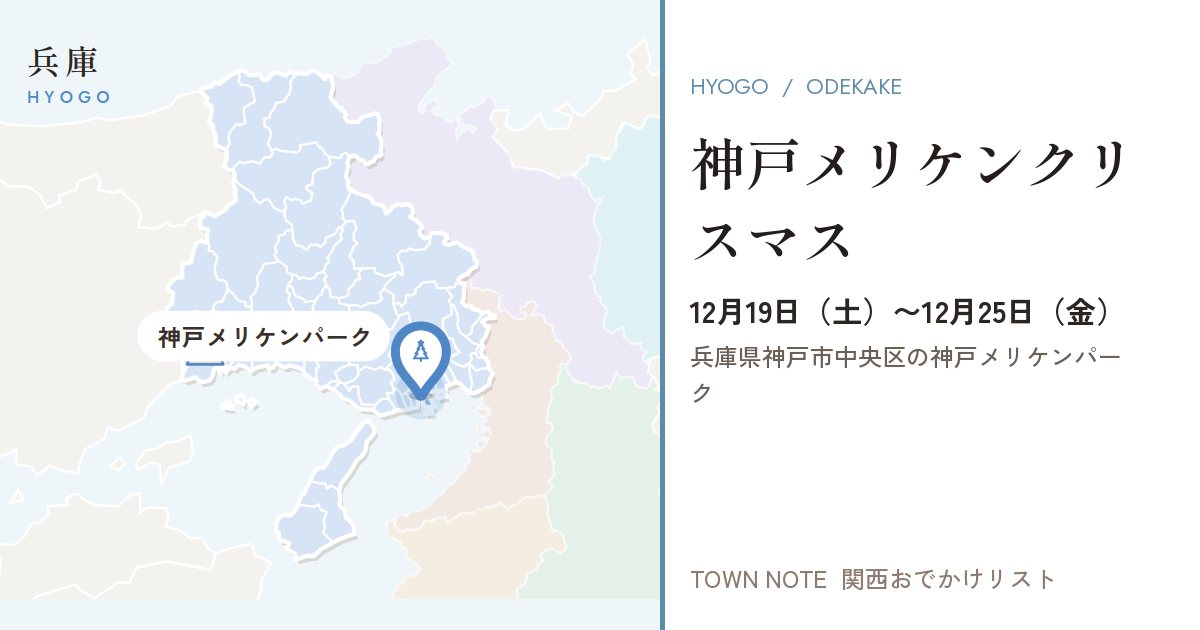 兵庫
HYOGO
神戸メリケンパーク
HYOGO / ODEKAKE
神戸メリケンクリ
スマス
12月19日（土）〜12月25日（金）
兵庫県神戸市中央区の神戸メリケンパー
ク
TOWN NOTE 関西おでかけリスト